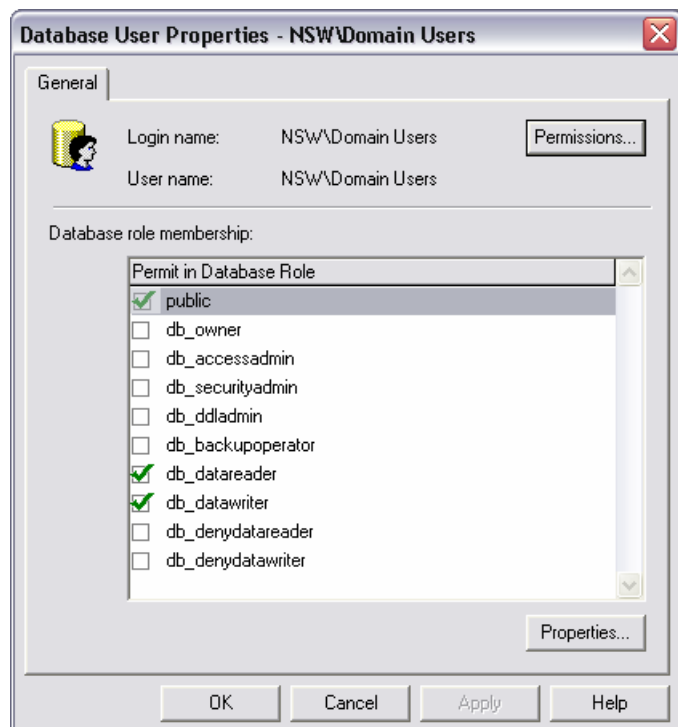 Database User Properties - NSW\Domain Users
General
Login name: NSW\Domain Users Permissions...
User name: NSW\Domain Users
Database role membership:
Permit in Database Role
public
db_owner
db_accessadmin
db_securityadmin
db_ddladmin
db_backupoperator
db_datareader
db_datawriter
db_denydatareader
db_denydatawriter
Properties...
OK Cancel Apply Help